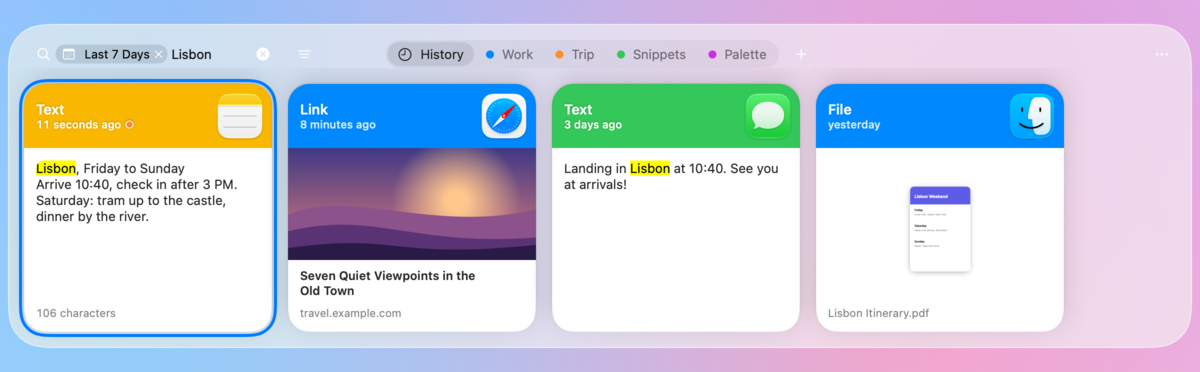 Last 7 Days
Lisbon
History
Work
Trip
Snippets
Palette
Text
11 seconds ago
Lisbon, Friday to Sunday
Arrive 10:40, check in after 3 PM.
Saturday: tram up to the castle,
dinner by the river.
106 characters
Link
8 minutes ago
Seven Quiet Viewpoints in the
Old Town
travel.example.com
Text
3 days ago
Landing in Lisbon at 10:40. See you
at arrivals!
File
yesterday
Lisbon Weekend
Friday
Saturday
Sunday
Lisbon Itinerary.pdf